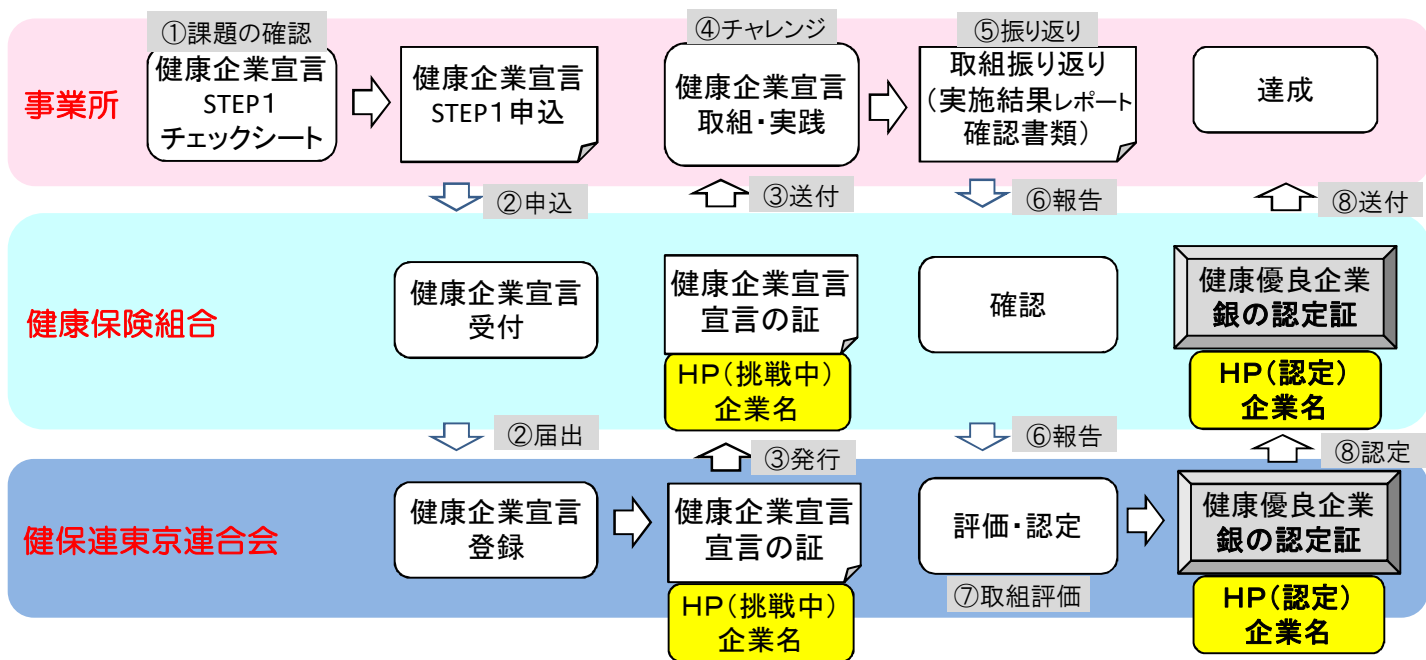 事業所
①課題の確認
健康企業宣言
STEP1
チェックシート
健康企業宣言
STEP1申込
④チャレンジ
健康企業宣言
取組・実践
⑤振り返り
取組振り返り
(実施結果レポート
確認書類)
達成
②申込
③送付
⑥報告
⑧送付
健康保険組合
健康企業宣言
受付
健康企業宣言
宣言の証
HP(挑戦中)
企業名
確認
健康優良企業
銀の認定証
HP(認定)
企業名
②届出
③発行
⑥報告
⑧認定
健保連東京連合会
健康企業宣言
登録
健康企業宣言
宣言の証
HP(挑戦中)
企業名
評価・認定
⑦取組評価
健康優良企業
銀の認定証
HP(認定)
企業名